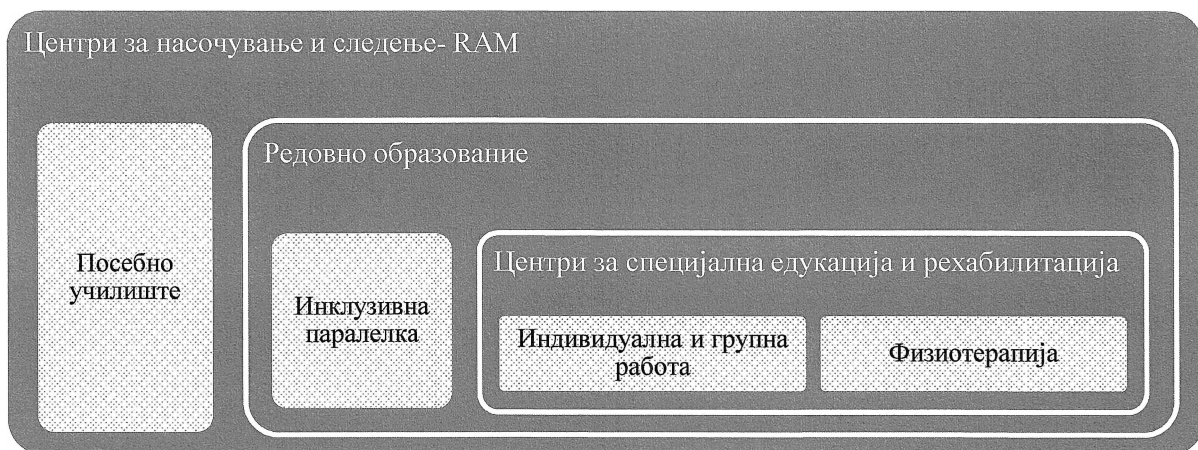 Центри за насочување и следење- RAM
Посебно
училиште
Редовно образование
Инклузивна
паралелка
Центри за специјална едукација и рехабилитација
Индивидуална и групна
работа
Физиотерапија